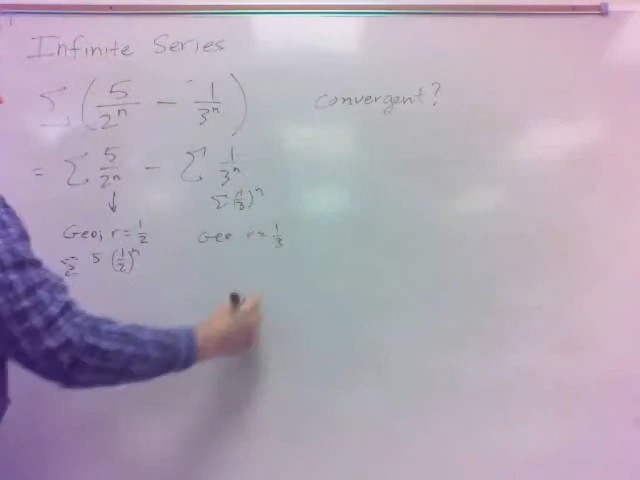 Infinite Series
∑ (5/2ⁿ − 1/3ⁿ) convergent?
= ∑ 5/2ⁿ − ∑ 1/3ⁿ
↓ ∑ (1/3)ⁿ
Geo, r = 1/2 Geo r = 1/3
∑ 5 (1/2)ⁿ